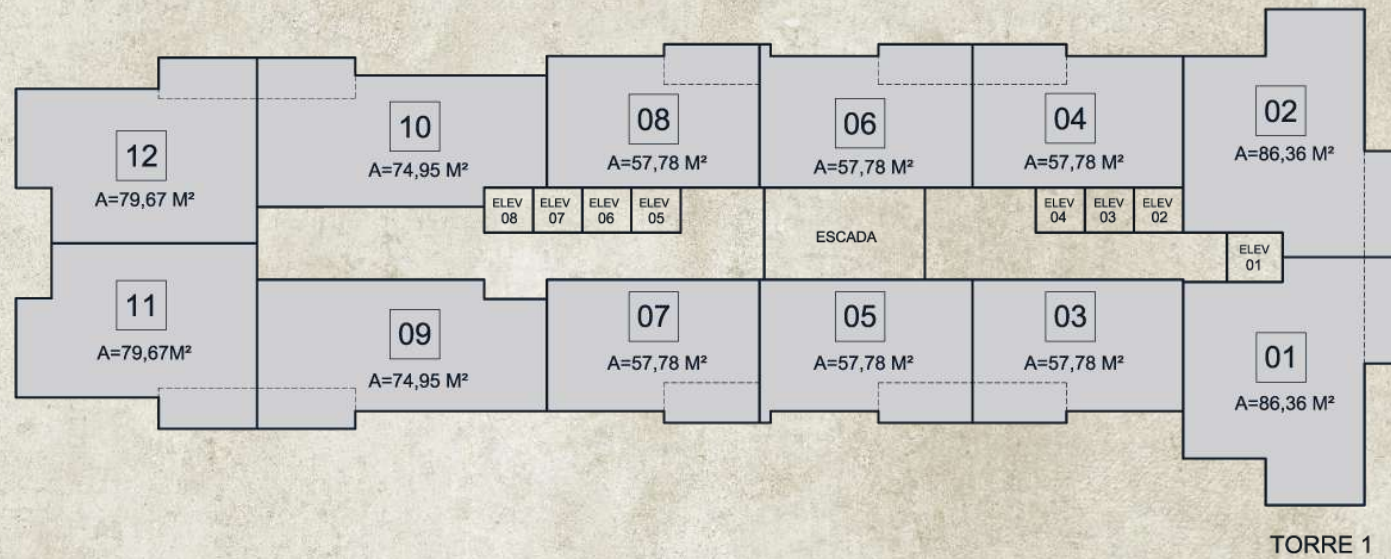 12
A=79,67 M²
10
A=74,95 M²
08
A=57,78 M²
06
A=57,78 M²
04
A=57,78 M²
02
A=86,36 M²
ELEV
08
ELEV
07
ELEV
06
ELEV
05
ESCADA
ELEV
04
ELEV
03
ELEV
02
ELEV
01
11
A=79,67M²
09
A=74,95 M²
07
A=57,78 M²
05
A=57,78 M²
03
A=57,78 M²
01
A=86,36 M²
TORRE 1